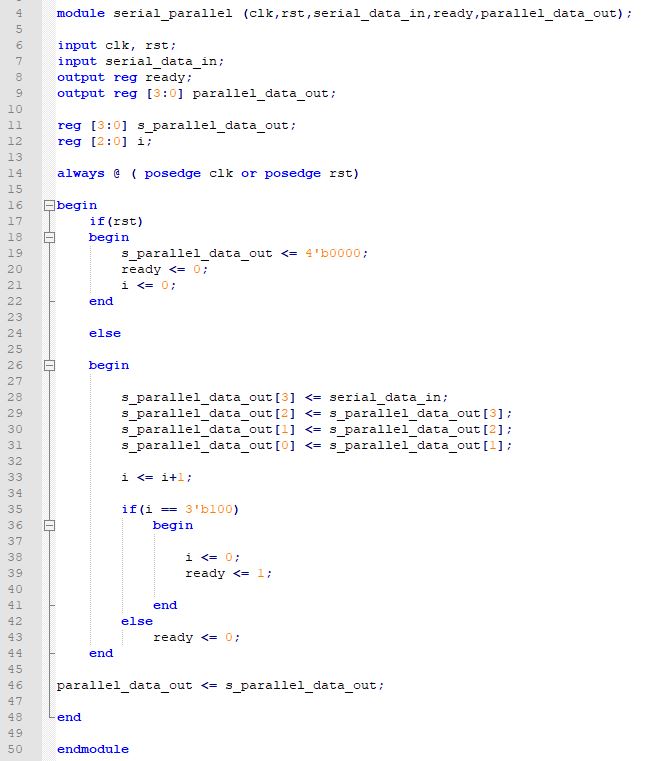 4 module serial_parallel (clk,rst,serial_data_in,ready,parallel_data_out);
5
6 input clk, rst;
7 input serial_data_in;
8 output reg ready;
9 output reg [3:0] parallel_data_out;
10
11 reg [3:0] s_parallel_data_out;
12 reg [2:0] i;
13
14 always @ ( posedge clk or posedge rst)
15
16 begin
17 if(rst)
18 begin
19 s_parallel_data_out <= 4'b0000;
20 ready <= 0;
21 i <= 0;
22 end
23
24 else
25
26 begin
27
28 s_parallel_data_out[3] <= serial_data_in;
29 s_parallel_data_out[2] <= s_parallel_data_out[3];
30 s_parallel_data_out[1] <= s_parallel_data_out[2];
31 s_parallel_data_out[0] <= s_parallel_data_out[1];
32
33 i <= i+1;
34
35 if(i == 3'b100)
36 begin
37
38 i <= 0;
39 ready <= 1;
40
41 end
42 else
43 ready <= 0;
44 end
45
46 parallel_data_out <= s_parallel_data_out;
47
48 end
49
50 endmodule